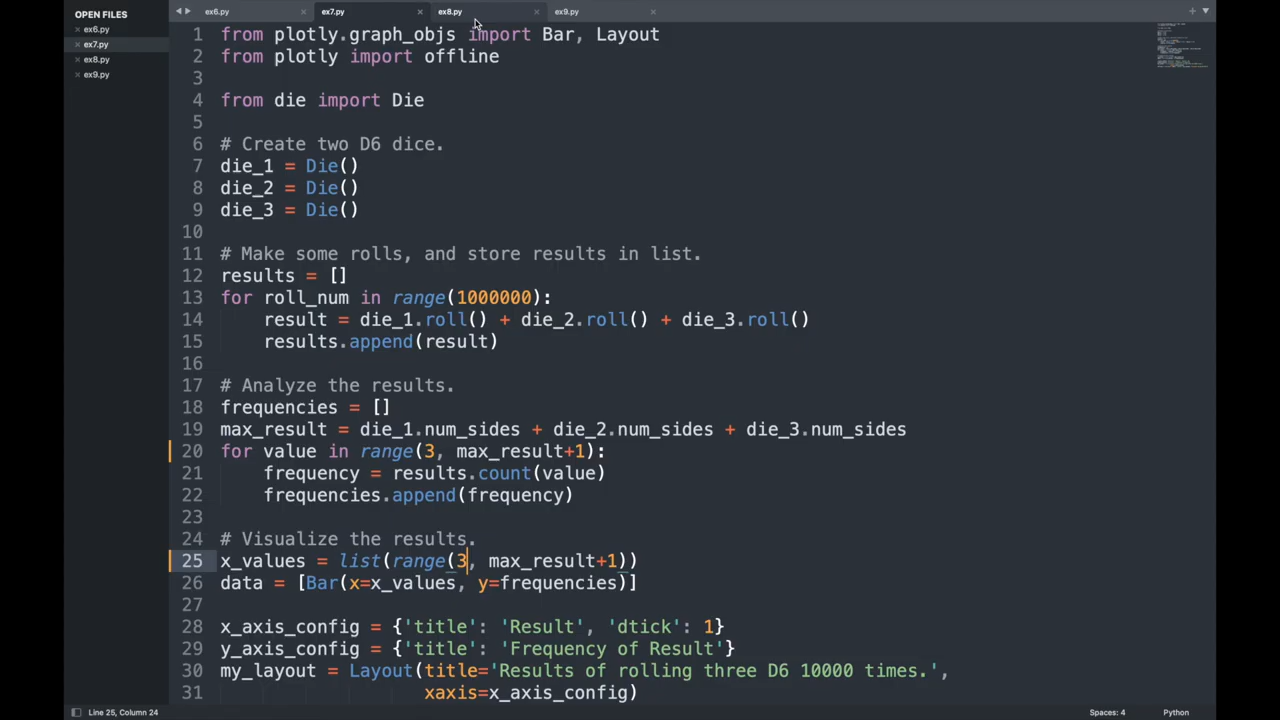 OPEN FILES
ex6.py
ex7.py
ex8.py
ex9.py
ex6.py ex7.py ex8.py ex9.py
1 from plotly.graph_objs import Bar, Layout
2 from plotly import offline
3
4 from die import Die
5
6 # Create two D6 dice.
7 die_1 = Die()
8 die_2 = Die()
9 die_3 = Die()
10
11 # Make some rolls, and store results in list.
12 results = []
13 for roll_num in range(1000000):
14     result = die_1.roll() + die_2.roll() + die_3.roll()
15     results.append(result)
16
17 # Analyze the results.
18 frequencies = []
19 max_result = die_1.num_sides + die_2.num_sides + die_3.num_sides
20 for value in range(3, max_result+1):
21     frequency = results.count(value)
22     frequencies.append(frequency)
23
24 # Visualize the results.
25 x_values = list(range(3, max_result+1))
26 data = [Bar(x=x_values, y=frequencies)]
27
28 x_axis_config = {'title': 'Result', 'dtick': 1}
29 y_axis_config = {'title': 'Frequency of Result'}
30 my_layout = Layout(title='Results of rolling three D6 10000 times.',
31                    xaxis=x_axis_config)
Line 25, Column 24 Spaces: 4 Python